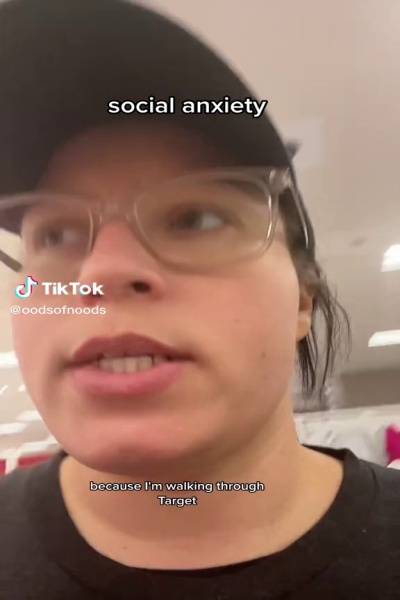 social anxiety
TikTok
@oodsofnoods
because I'm walking through
Target